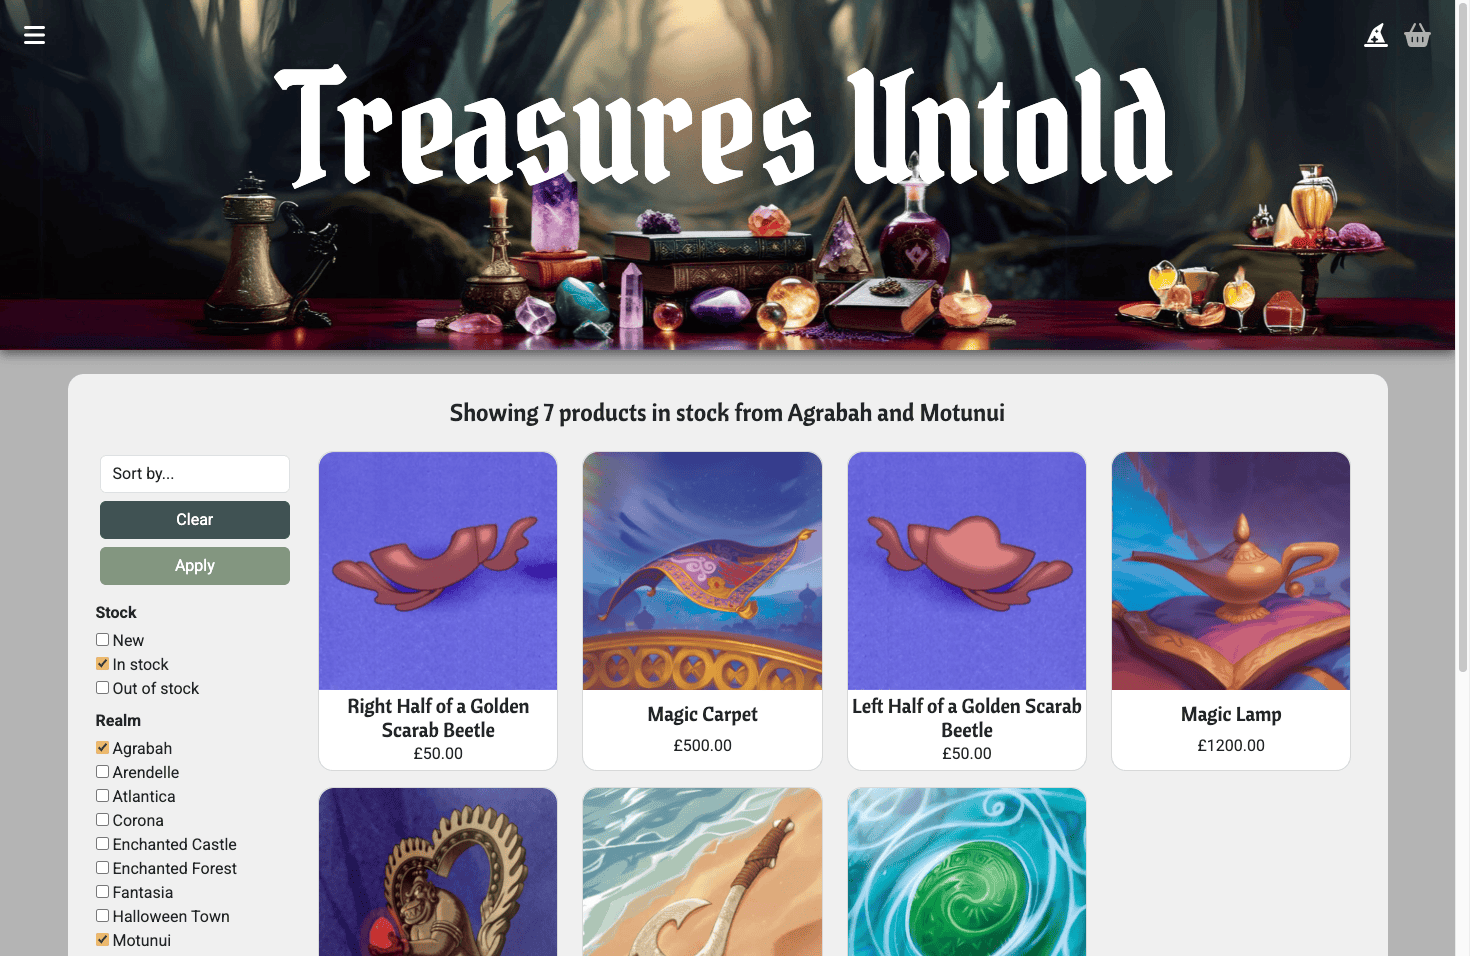 Treasures Untold
Showing 7 products in stock from Agrabah and Motunui
Sort by...
Clear
Apply
Stock
New
In stock
Out of stock
Realm
Agrabah
Arendelle
Atlantica
Corona
Enchanted Castle
Enchanted Forest
Fantasia
Halloween Town
Motunui
Right Half of a Golden
Scarab Beetle
£50.00
Magic Carpet
£500.00
Left Half of a Golden Scarab
Beetle
£50.00
Magic Lamp
£1200.00